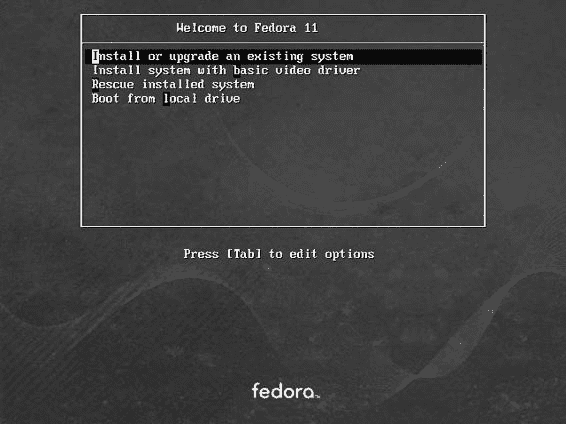 Welcome to Fedora 11
Install or upgrade an existing system
Install system with basic video driver
Rescue installed system
Boot from local drive
Press [Tab] to edit options
fedora™